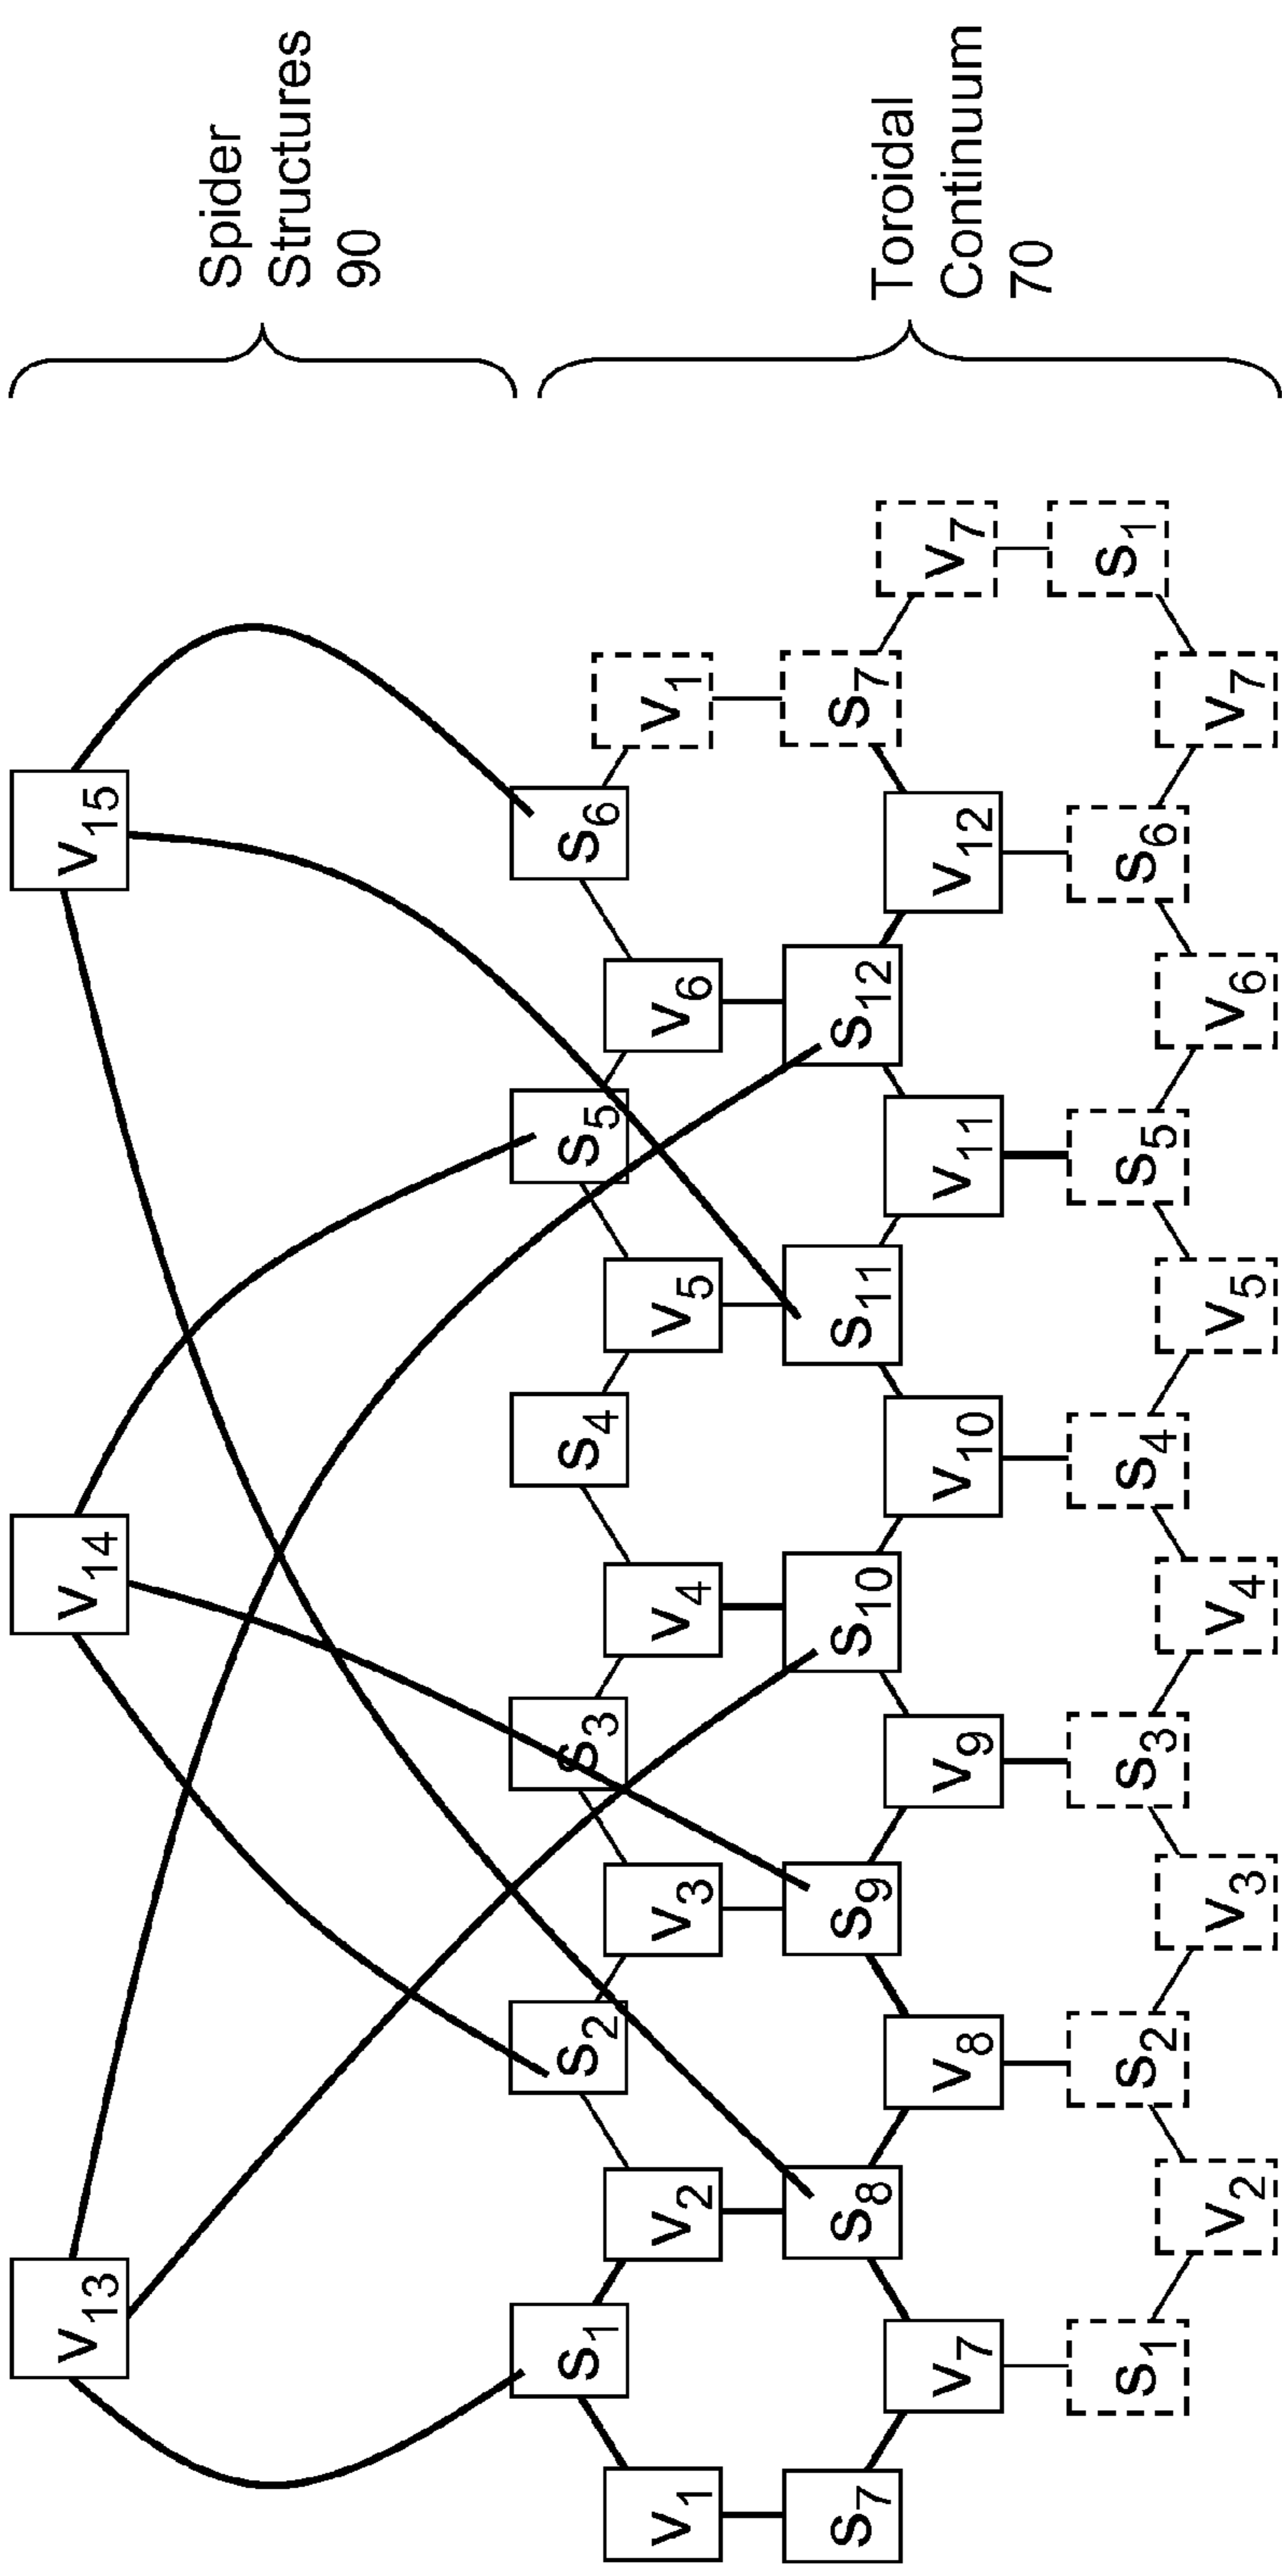 v13 v14 v15
Spider
Structures
90
s1 s2 s3 s4 s5 s6
v1 v2 v3 v4 v5 v6 v1
s7 s8 s9 s10 s11 s12 s7
v7 v8 v9 v10 v11 v12 v7
s1 s2 s3 s4 s5 s6 s1
v2 v3 v4 v5 v6 v7
Toroidal
Continuum
70